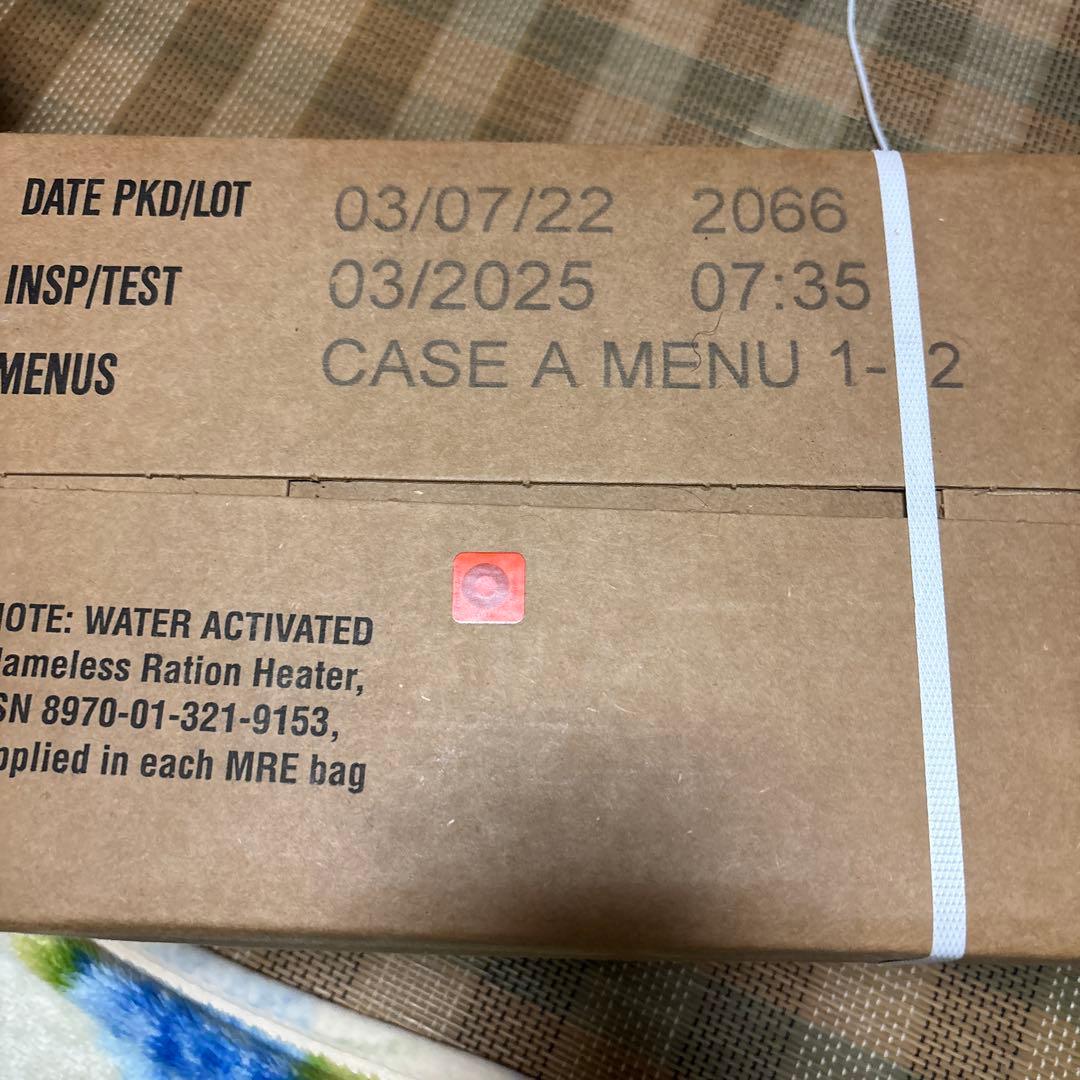 DATE PKD/LOT 03/07/22 2066
INSP/TEST 03/2025 07:35
MENUS CASE A MENU 1- 2
OTE: WATER ACTIVATED
lameless Ration Heater,
SN 8970-01-321-9153,
pplied in each MRE bag